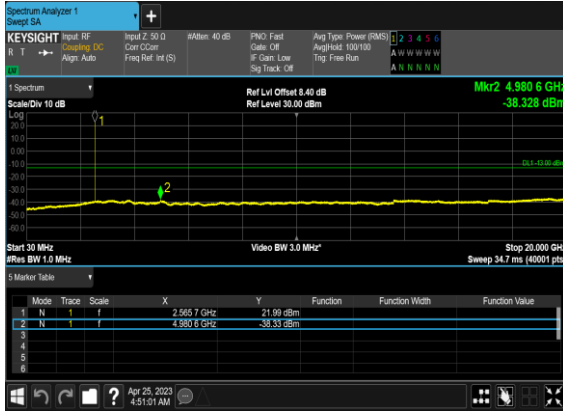 Spectrum Analyzer 1
Swept SA
+
KEYSIGHT Input: RF Input Z: 50 Ω #Atten: 40 dB PNO: Fast Avg Type: Power (RMS) 1 2 3 4 5 6
R T Coupling: DC Corr CCorr Gate: Off Avg|Hold: 100/100 A W W W W W
Align: Auto Freq Ref: Int (S) IF Gain: Low Trig: Free Run
Sig Track: Off A N N N N N
1 Spectrum Ref Lvl Offset 8.40 dB Mkr2 4.980 6 GHz
Scale/Div 10 dB Ref Level 30.00 dBm -38.328 dBm
Log
1
20.0
10.0
0.00
-10.0 DL1 -13.00 dBm
-20.0
-30.0 2
-40.0
-50.0
-60.0
Start 30 MHz Video BW 3.0 MHz* Stop 20.000 GHz
#Res BW 1.0 MHz Sweep 34.7 ms (40001 pts)
5 Marker Table
Mode Trace Scale X Y Function Function Width Function Value
1 N 1 f 2.565 7 GHz 21.99 dBm
2 N 1 f 4.980 6 GHz -38.33 dBm
3
4
5
6
? Apr 25, 2023
4:51:01 AM